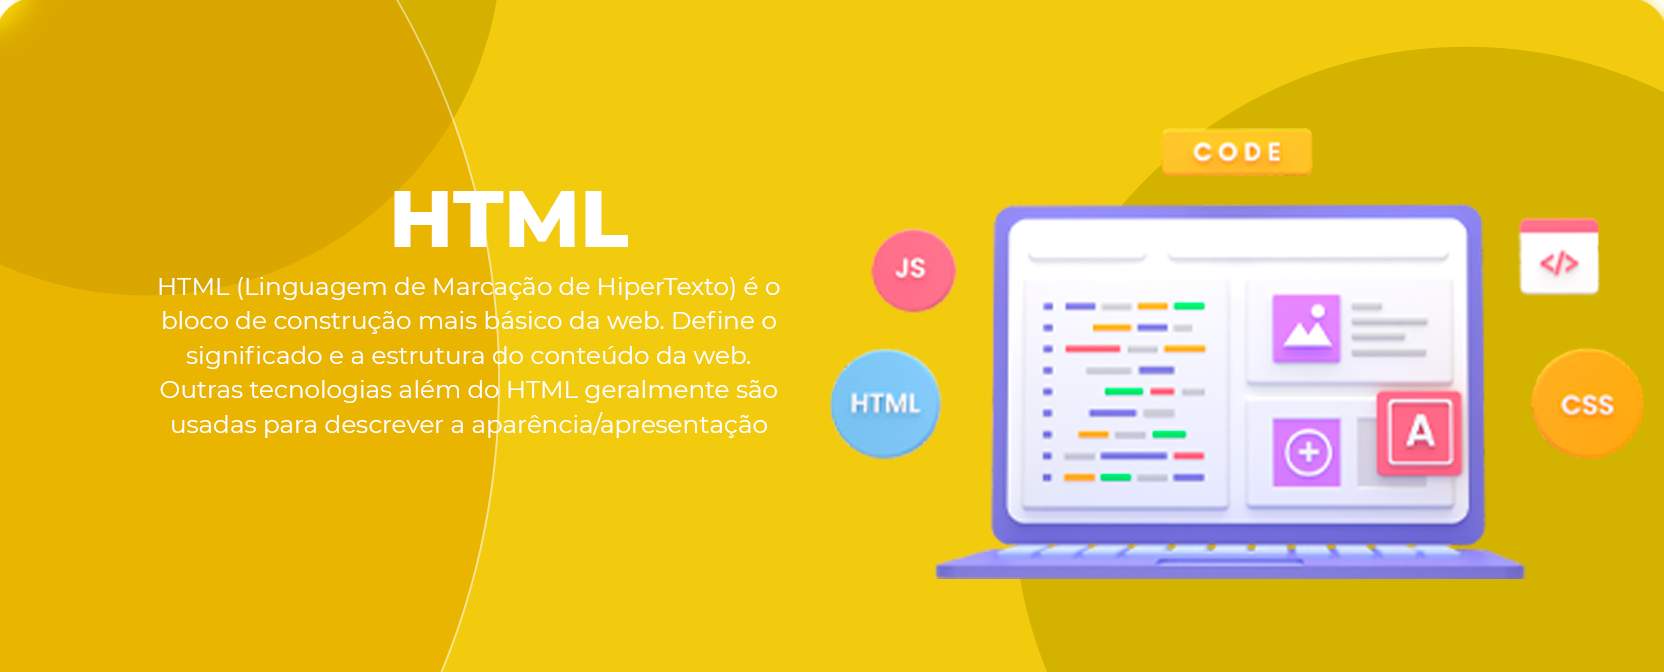 CODE
HTML
JS
</>
HTML (Linguagem de Marcação de HiperTexto) é o
bloco de construção mais básico da web. Define o
significado e a estrutura do conteúdo da web.
Outras tecnologias além do HTML geralmente são
usadas para descrever a aparência/apresentação
HTML
CSS
A